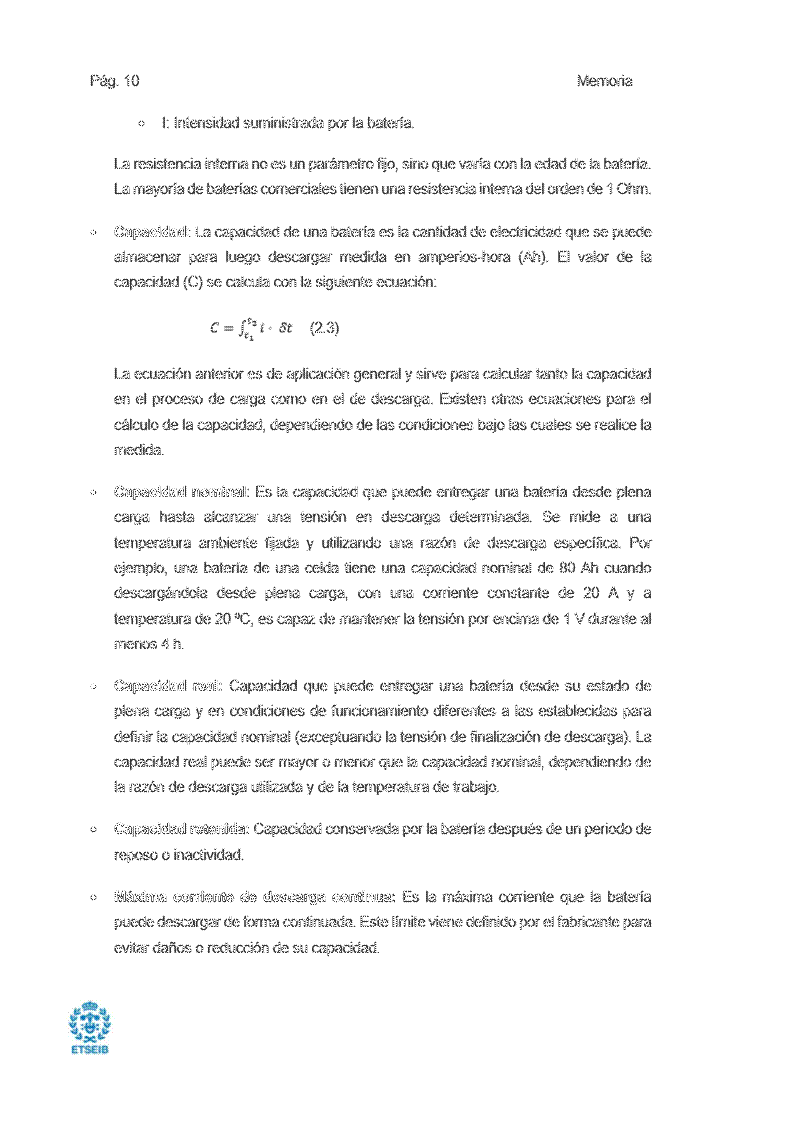 Pág. 10 Memoria
◦ I: Intensidad suministrada por la batería.
La resistencia interna no es un parámetro fijo, sino que varía con la edad de la batería.
La mayoría de baterías comerciales tienen una resistencia interna del orden de 1 Ohm.
◦ Capacidad: La capacidad de una batería es la cantidad de electricidad que se puede
almacenar para luego descargar medida en amperios-hora (Ah). El valor de la
capacidad (C) se calcula con la siguiente ecuación:
C = ∫_{t₁}^{t₂} i · δt (2.3)
La ecuación anterior es de aplicación general y sirve para calcular tanto la capacidad
en el proceso de carga como en el de descarga. Existen otras ecuaciones para el
cálculo de la capacidad, dependiendo de las condiciones bajo las cuales se realice la
medida.
◦ Capacidad nominal: Es la capacidad que puede entregar una batería desde plena
carga hasta alcanzar una tensión en descarga determinada. Se mide a una
temperatura ambiente fijada y utilizando una razón de descarga específica. Por
ejemplo, una batería de una celda tiene una capacidad nominal de 80 Ah cuando
descargándola desde plena carga, con una corriente constante de 20 A y a
temperatura de 20 ºC, es capaz de mantener la tensión por encima de 1 V durante al
menos 4 h.
◦ Capacidad real: Capacidad que puede entregar una batería desde su estado de
plena carga y en condiciones de funcionamiento diferentes a las establecidas para
definir la capacidad nominal (exceptuando la tensión de finalización de descarga). La
capacidad real puede ser mayor o menor que la capacidad nominal, dependiendo de
la razón de descarga utilizada y de la temperatura de trabajo.
◦ Capacidad retenida: Capacidad conservada por la batería después de un periodo de
reposo o inactividad.
◦ Máxima corriente de descarga continua: Es la máxima corriente que la batería
puede descargar de forma continuada. Este límite viene definido por el fabricante para
evitar daños o reducción de su capacidad.
ETSEIB